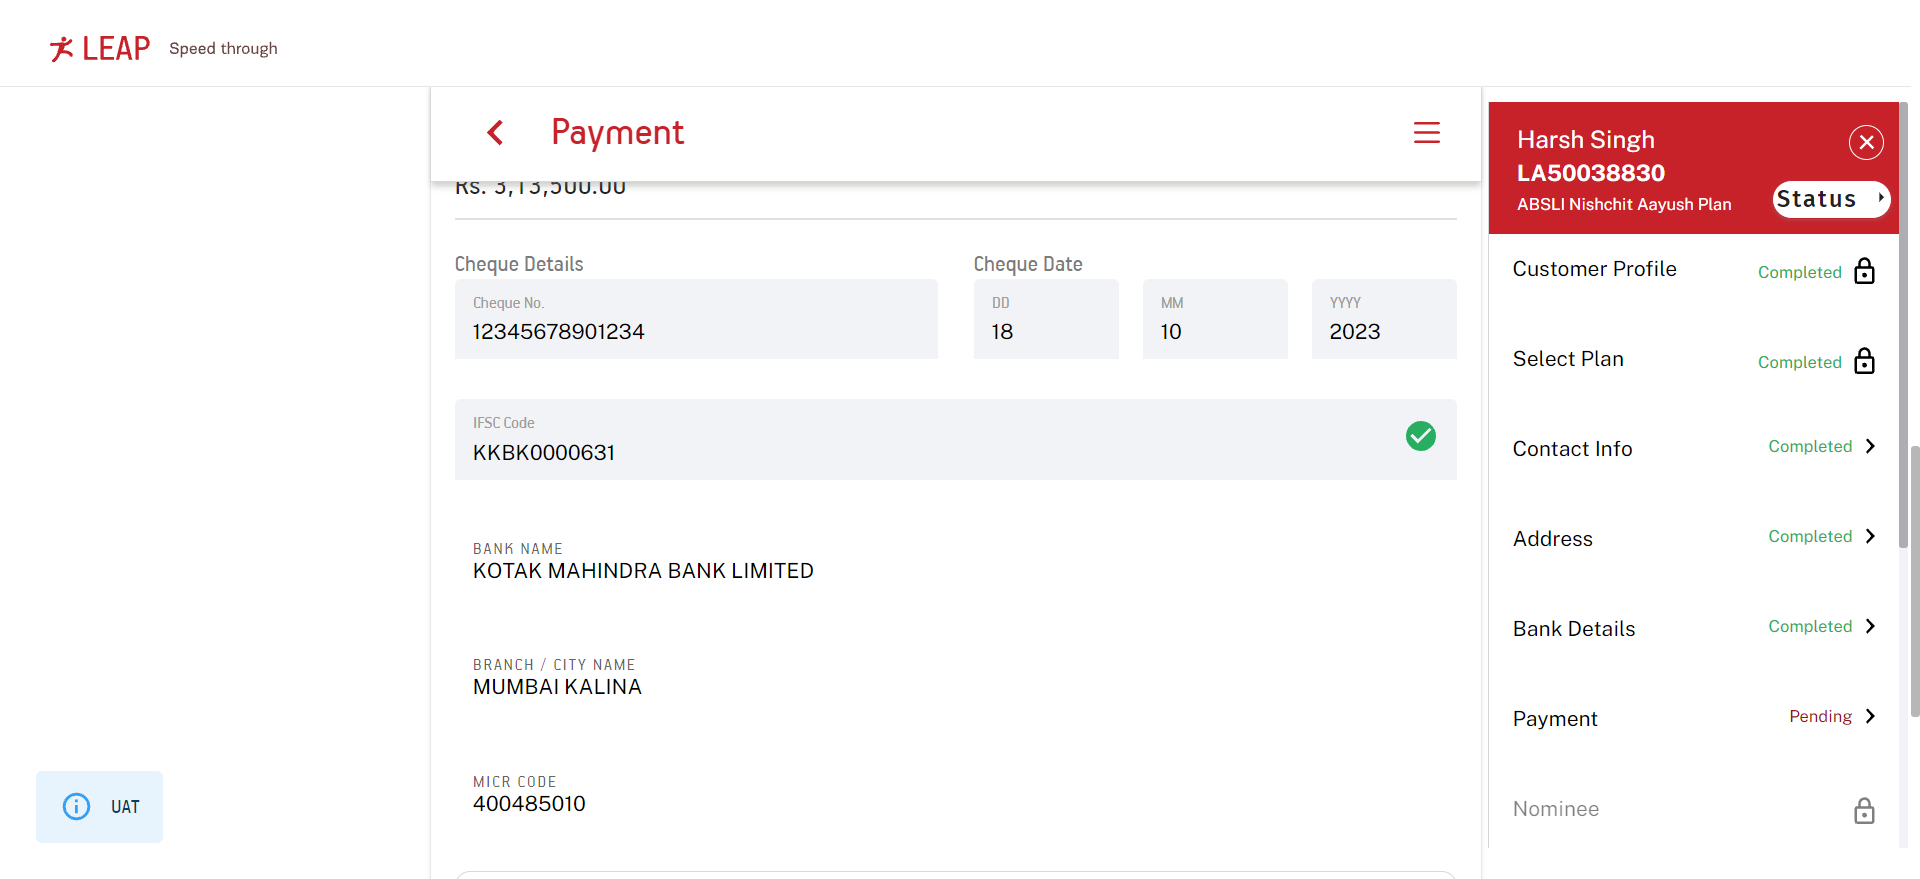 LEAP Speed through
Payment
Rs. 3,13,500.00
Cheque Details
Cheque No.
12345678901234
Cheque Date
DD
18
MM
10
YYYY
2023
IFSC Code
KKBK0000631
BANK NAME
KOTAK MAHINDRA BANK LIMITED
BRANCH / CITY NAME
MUMBAI KALINA
MICR CODE
400485010
UAT
Harsh Singh
LA50038830
ABSLI Nishchit Aayush Plan
Status
Customer Profile Completed
Select Plan Completed
Contact Info Completed
Address Completed
Bank Details Completed
Payment Pending
Nominee